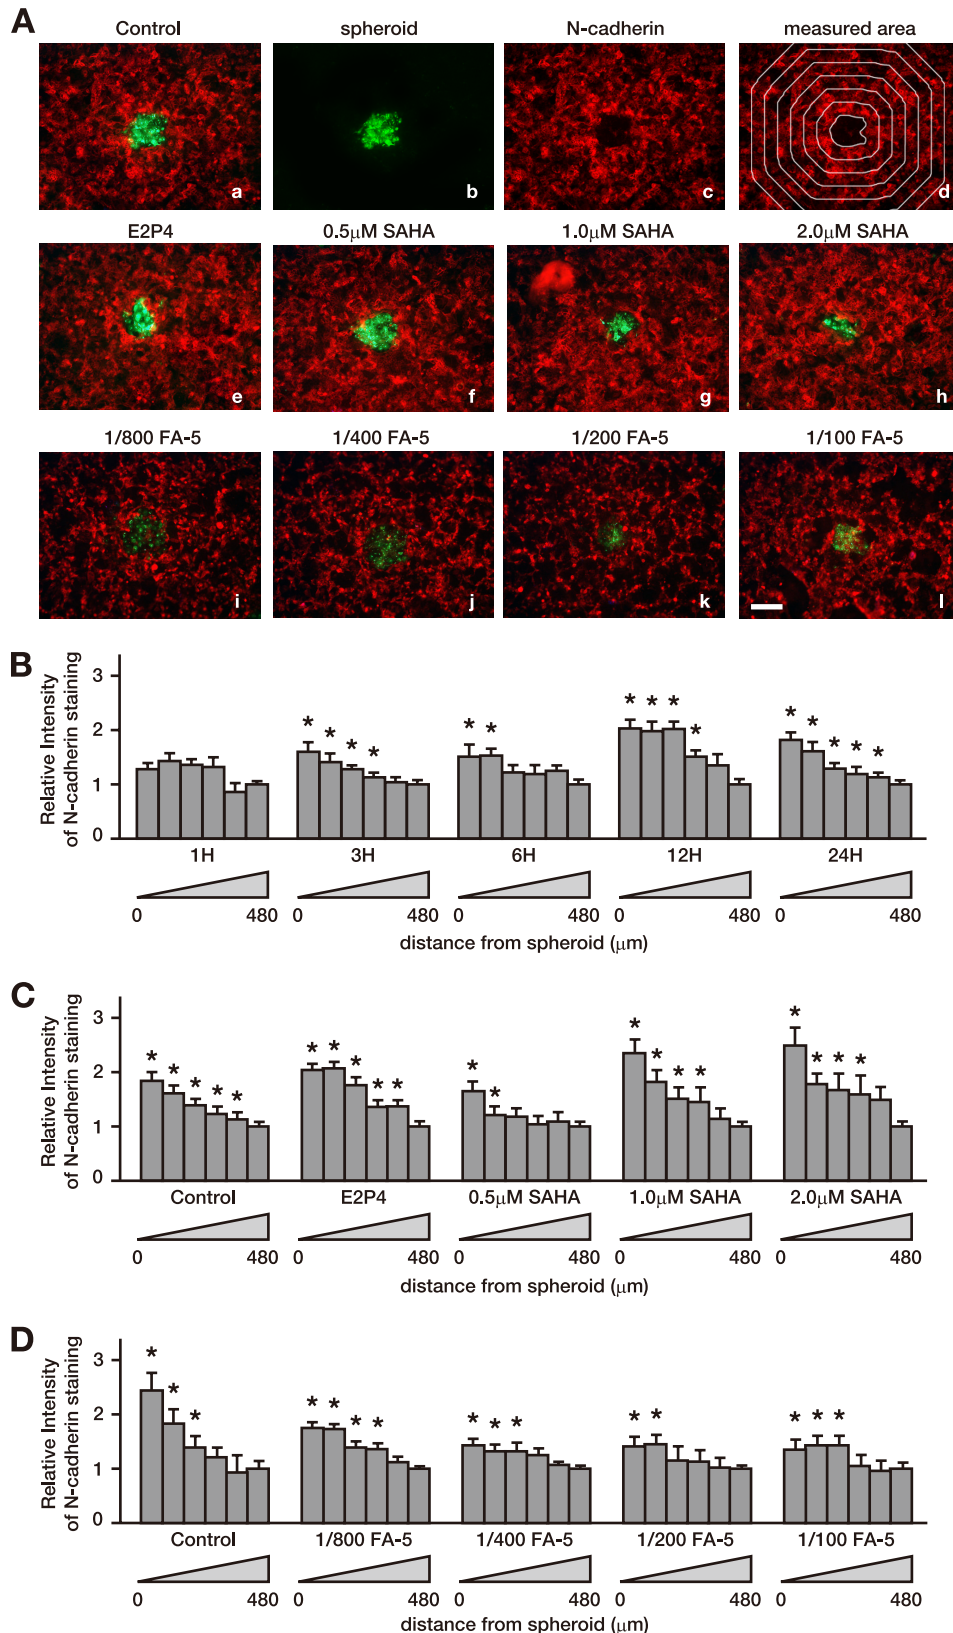 A
Control spheroid N-cadherin measured area
a b c d
E2P4 0.5μM SAHA 1.0μM SAHA 2.0μM SAHA
e f g h
1/800 FA-5 1/400 FA-5 1/200 FA-5 1/100 FA-5
i j k l
B
Relative Intensity
of N-cadherin staining
3
2
1
0
* * * * * * * * * * * * * * *
1H 3H 6H 12H 24H
0 480 0 480 0 480 0 480 0 480
distance from spheroid (μm)
C
Relative Intensity
of N-cadherin staining
3
2
1
0
* * * * * * * * * * * * * * * * * * * *
Control E2P4 0.5μM SAHA 1.0μM SAHA 2.0μM SAHA
0 480 0 480 0 480 0 480 0 480
distance from spheroid (μm)
D
Relative Intensity
of N-cadherin staining
3
2
1
0
* * * * * * * * * * * * * * *
Control 1/800 FA-5 1/400 FA-5 1/200 FA-5 1/100 FA-5
0 480 0 480 0 480 0 480 0 480
distance from spheroid (μm)